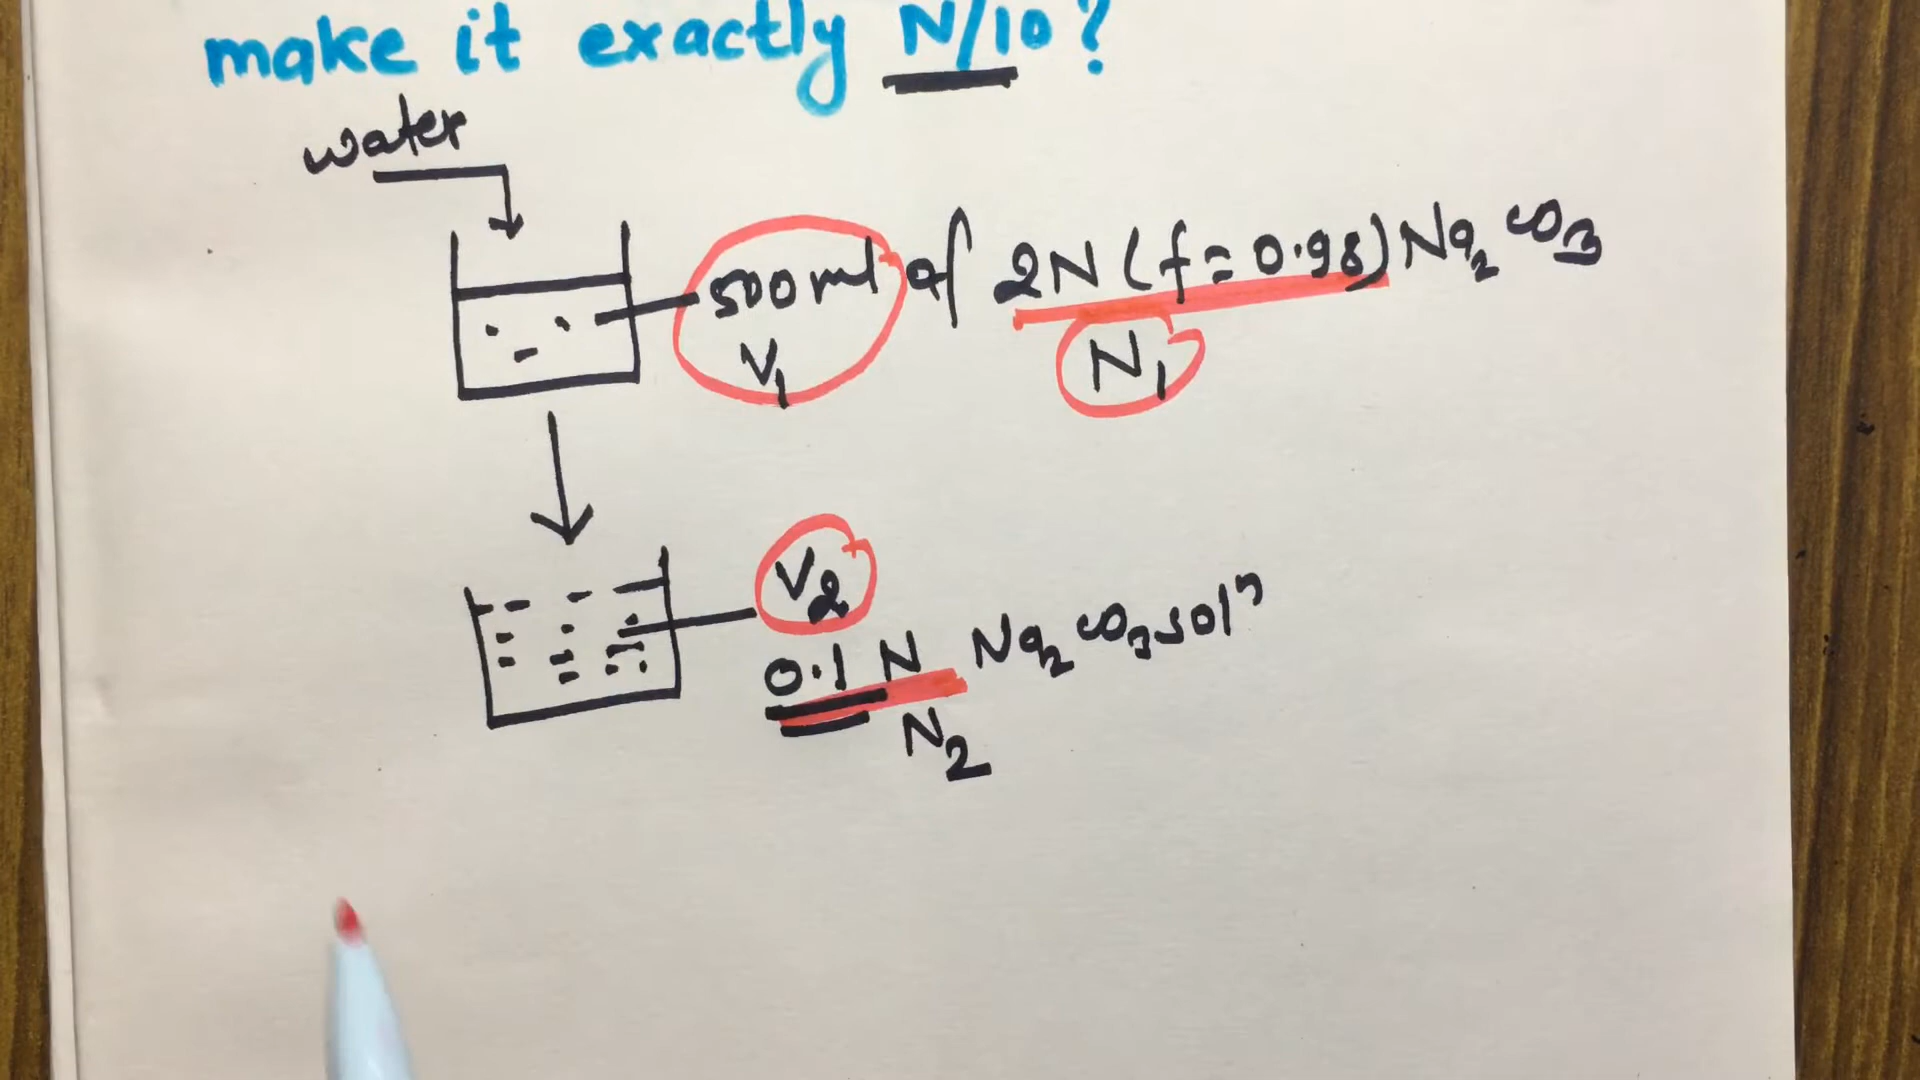 make it exactly N/10?
water
500 ml of 2N (f = 0.98) Na2CO3
V1 N1
V2
0.1 N Na2CO3 solⁿ
N2